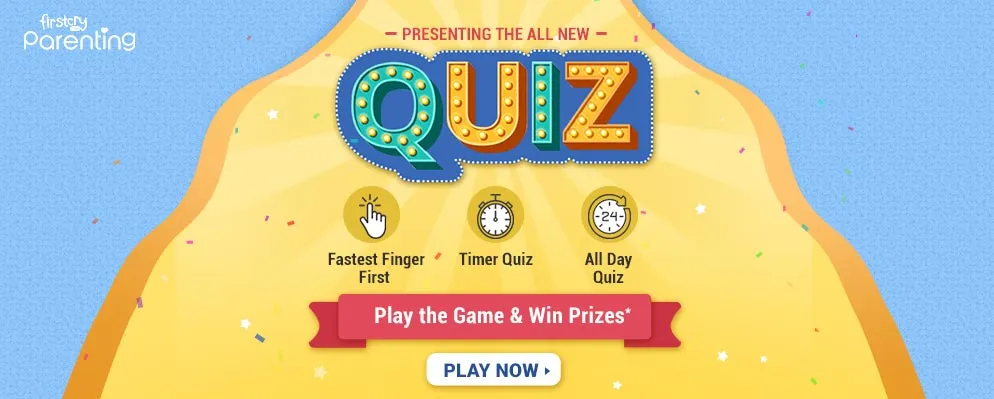 firstcry
Parenting
PRESENTING THE ALL NEW
QUIZ
24
Fastest Finger
First
Timer Quiz
All Day
Quiz
Play the Game & Win Prizes*
PLAY NOW